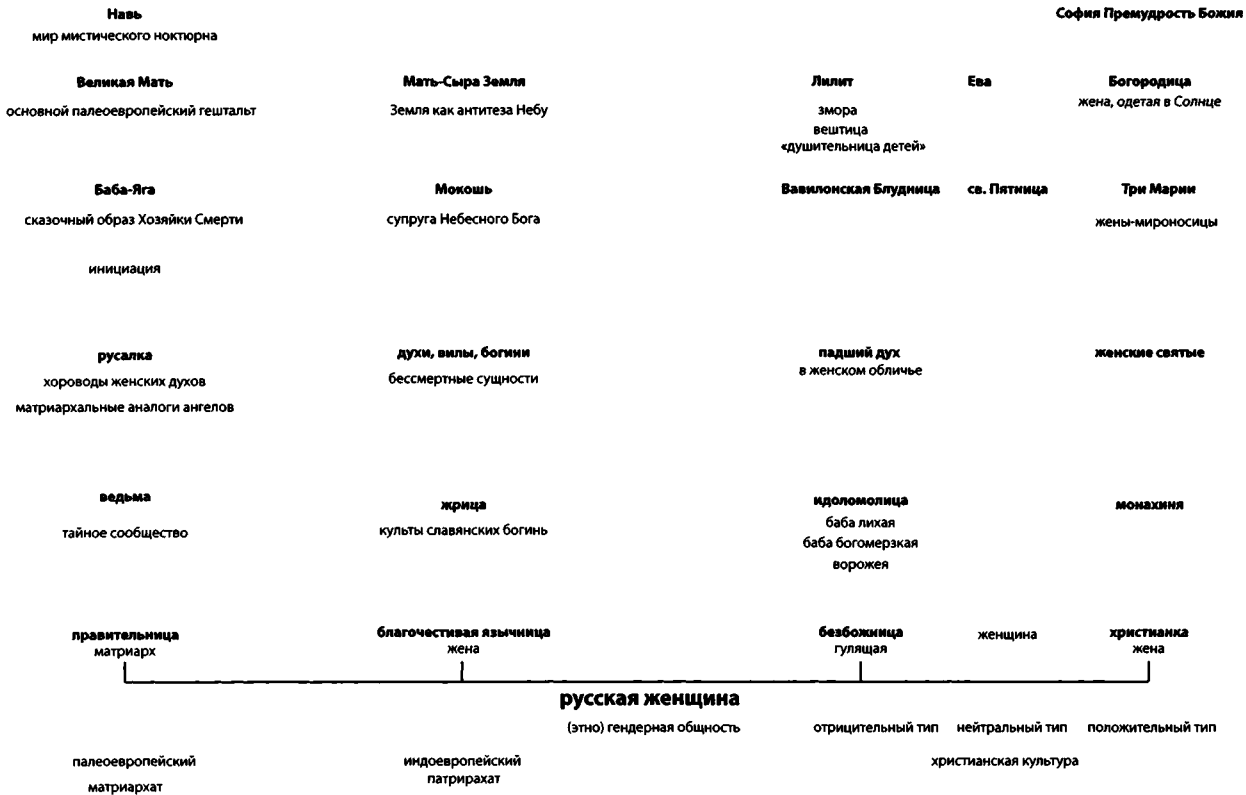 Навь
мир мистического ноктюрна
София Премудрость Божия
Великая Мать
основной палеоевропейский гештальт
Мать-Сыра Земля
Земля как антитеза Небу
Лилит
змора
вештица
«душительница детей»
Ева
Богородица
жена, одетая в Солнце
Баба-Яга
сказочный образ Хозяйки Смерти
инициация
Мокошь
супруга Небесного Бога
Вавилонская Блудница
св. Пятница
Три Марии
жены-мироносицы
русалка
хороводы женских духов
матриархальные аналоги ангелов
духи, вилы, богини
бессмертные сущности
падший дух
в женском обличье
женские святые
ведьма
тайное сообщество
жрица
культы славянских богинь
идоломолица
баба лихая
баба богомерзкая
ворожея
монахиня
правительница
матриарх
благочестивая язычница
жена
безбожница
гулящая
женщина
христианка
жена
русская женщина
(этно) гендерная общность
отрицительный тип
нейтральный тип
положительный тип
палеоевропейский
матриархат
индоевропейский
патрирахат
христианская культура